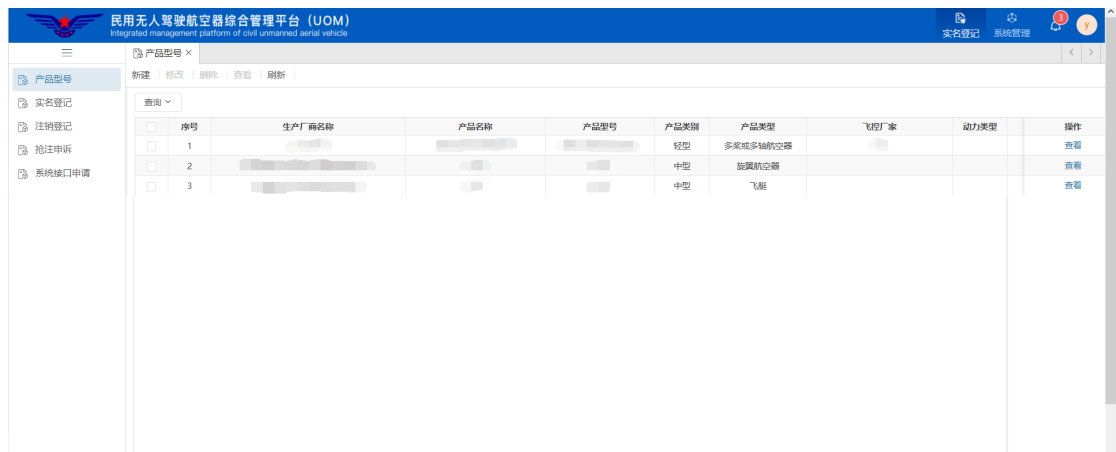 民用无人驾驶航空器综合管理平台（UOM）
Integrated management platform of civil unmanned aerial vehicle
实名登记
系统管理
3
y
产品型号 ×
产品型号
实名登记
注销登记
抢注申诉
系统接口申请
新建 修改 删除 查看 刷新
查询
序号 生产厂商名称 产品名称 产品型号 产品类别 产品类型 飞控厂家 动力类型 操作
1 轻型 多桨或多轴航空器 查看
2 中型 旋翼航空器 查看
3 中型 飞艇 查看